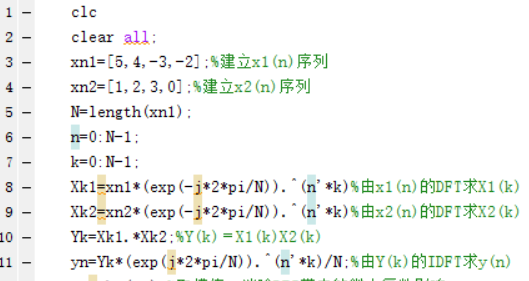 1 - clc
2 - clear all;
3 - xn1=[5,4,-3,-2];%建立x1(n)序列
4 - xn2=[1,2,3,0];%建立x2(n)序列
5 - N=length(xn1);
6 - n=0:N-1;
7 - k=0:N-1;
8 - Xk1=xn1*(exp(-j*2*pi/N)).^(n'*k)%由x1(n)的DFT求X1(k)
9 - Xk2=xn2*(exp(-j*2*pi/N)).^(n'*k)%由x2(n)的DFT求X2(k)
10 - Yk=Xk1.*Xk2;%Y(k)=X1(k)X2(k)
11 - yn=Yk*(exp(j*2*pi/N)).^(n'*k)/N;%由Y(k)的IDFT求y(n)